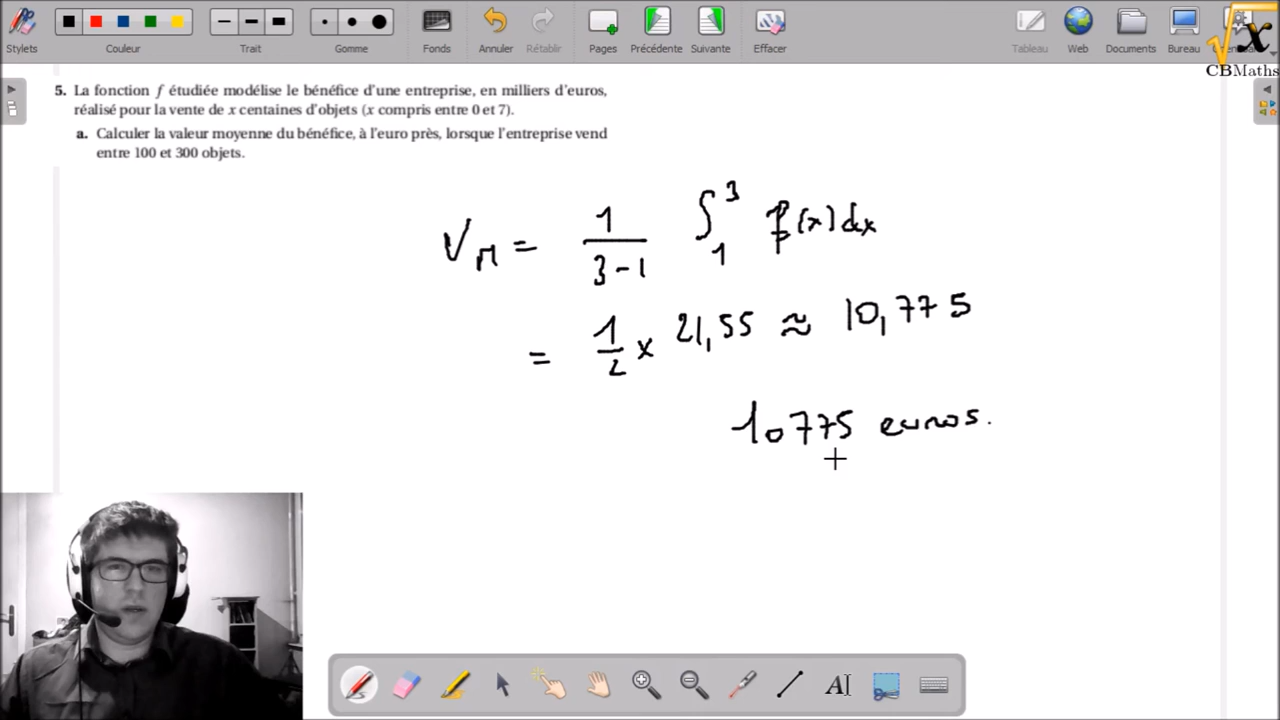 Stylets Couleur Trait Gomme Fonds Annuler Rétablir Pages Précédente Suivante Effacer Tableau Web Documents Bureau
CBMaths
5. La fonction f étudiée modélise le bénéfice d'une entreprise, en milliers d'euros,
réalisé pour la vente de x centaines d'objets (x compris entre 0 et 7).
a. Calculer la valeur moyenne du bénéfice, à l'euro près, lorsque l'entreprise vend
entre 100 et 300 objets.
V_M = 1/(3-1) ∫_1^3 f(x)dx
= 1/2 x 21,55 ≈ 10,775
10775 euros.